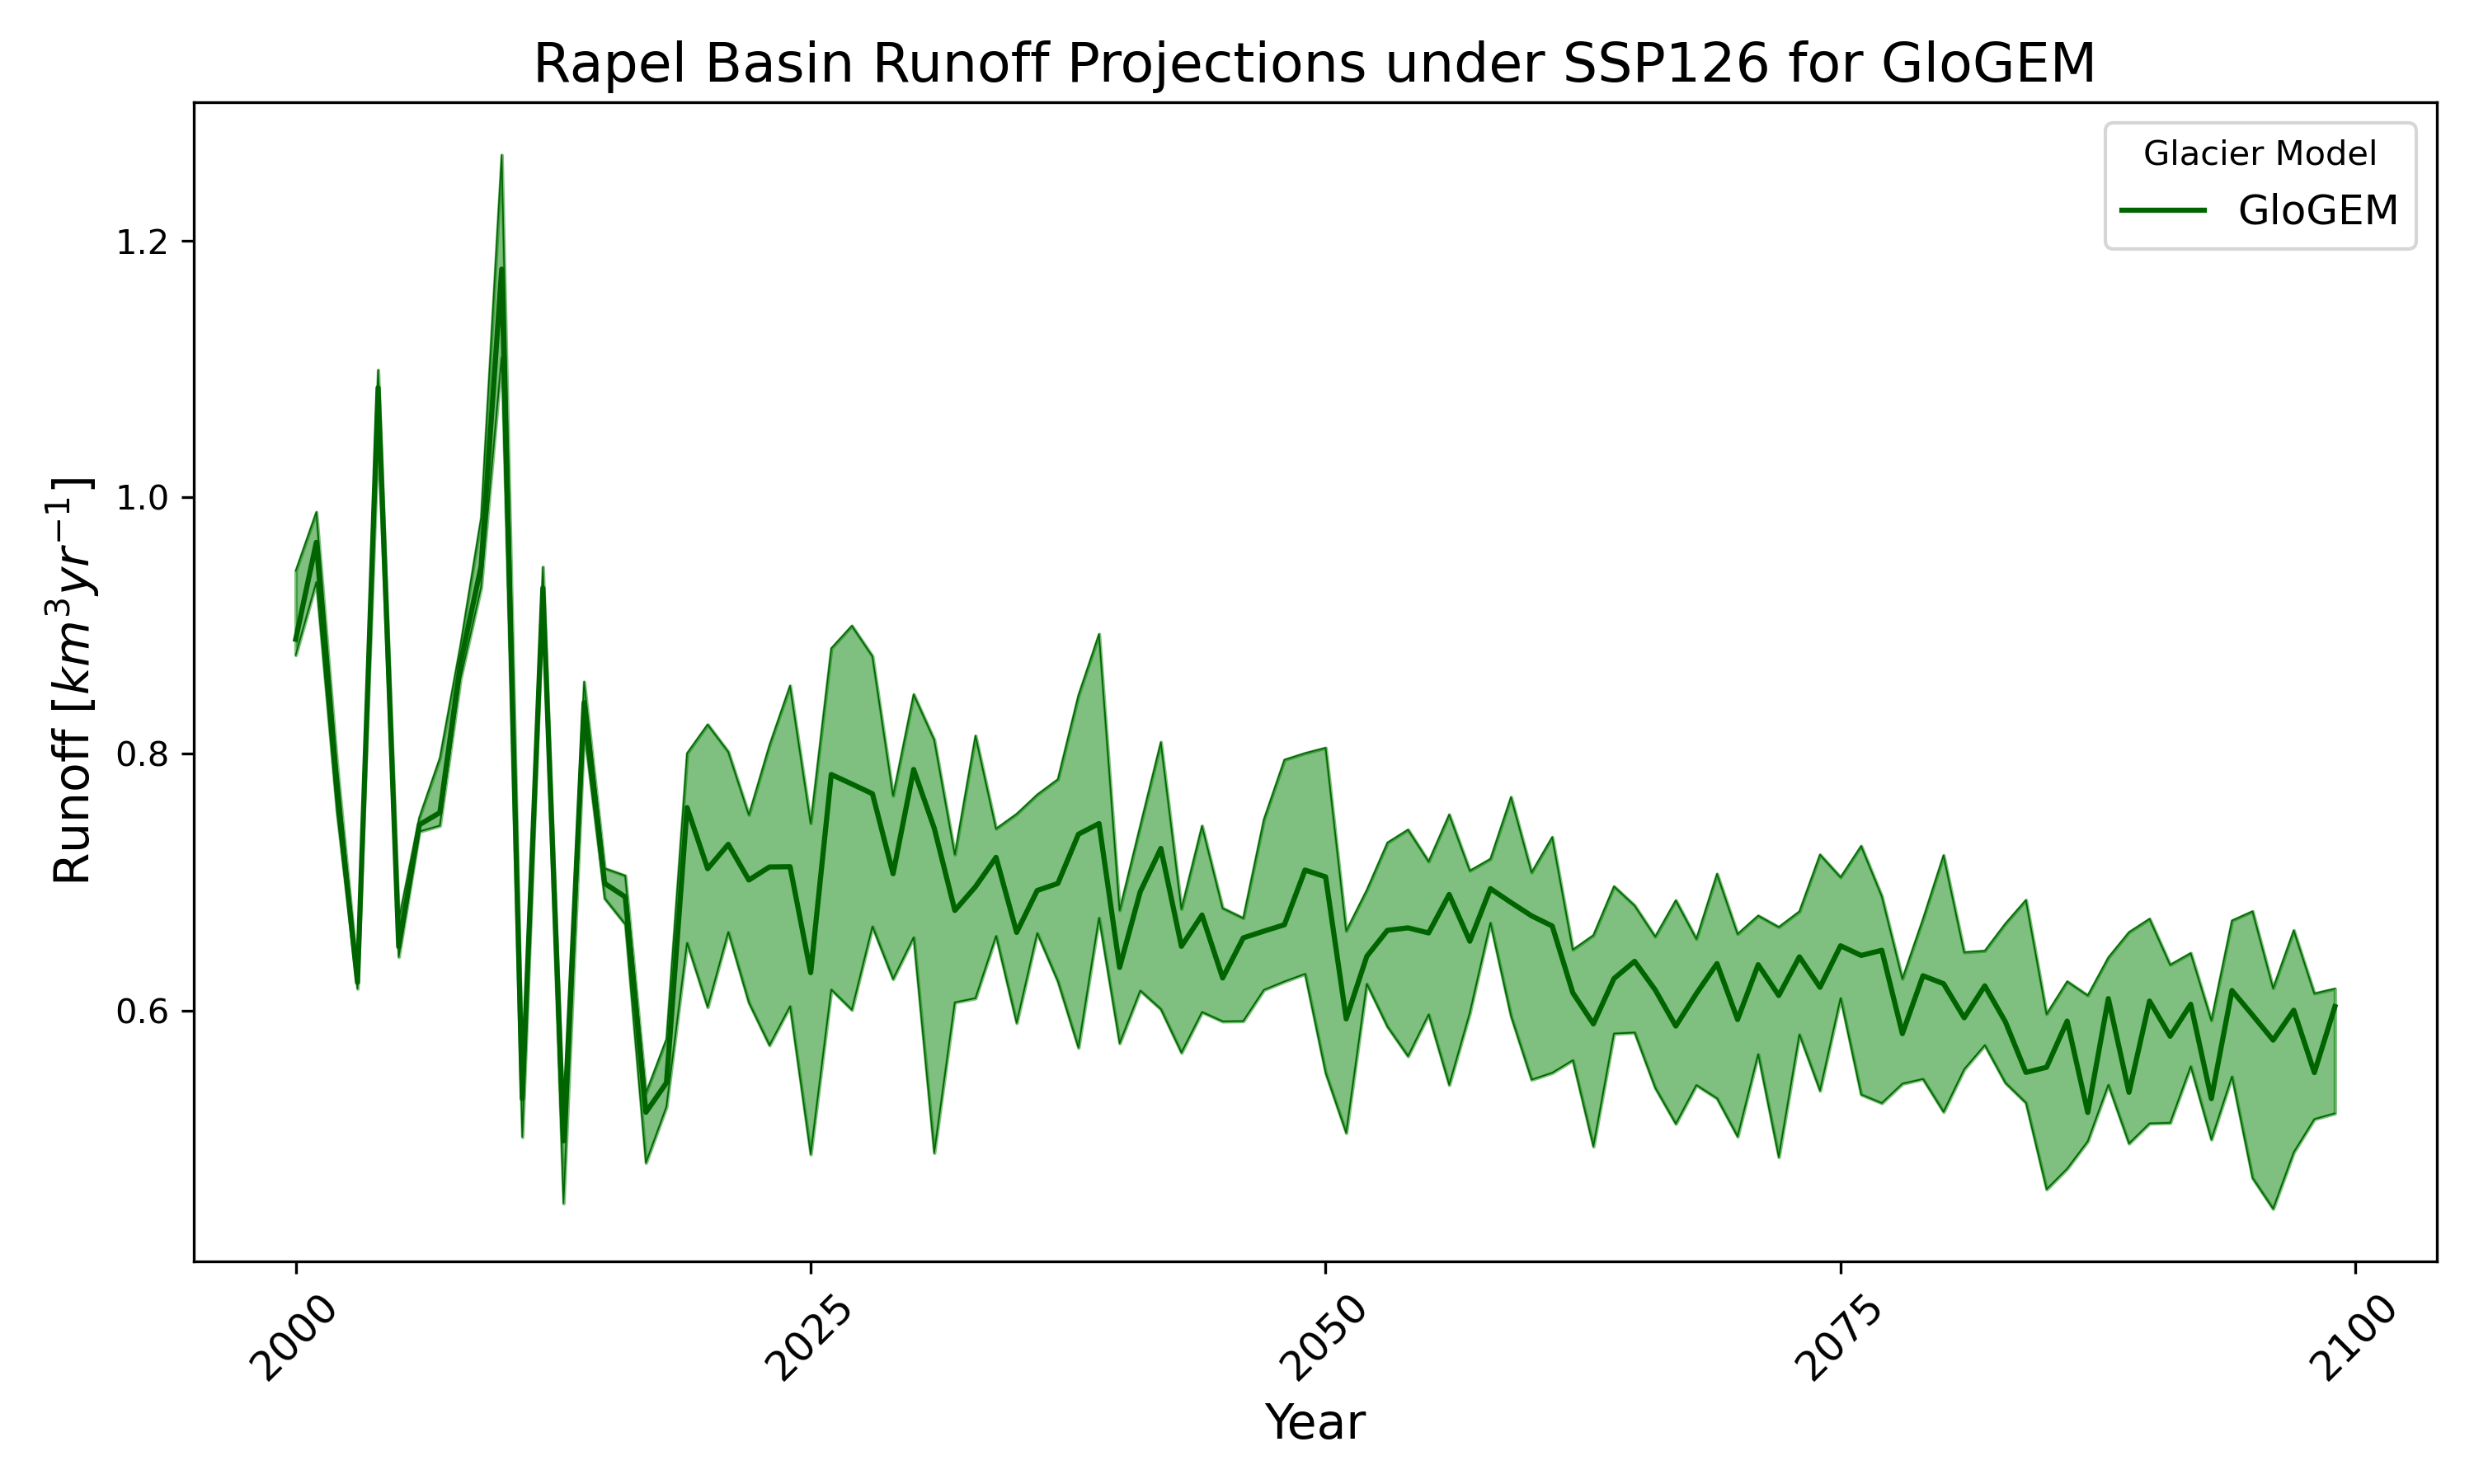 Rapel Basin Runoff Projections under SSP126 for GloGEM
Glacier Model
GloGEM
Runoff [km³yr⁻¹]
1.2
1.0
0.8
0.6
2000
2025
2050
2075
2100
Year